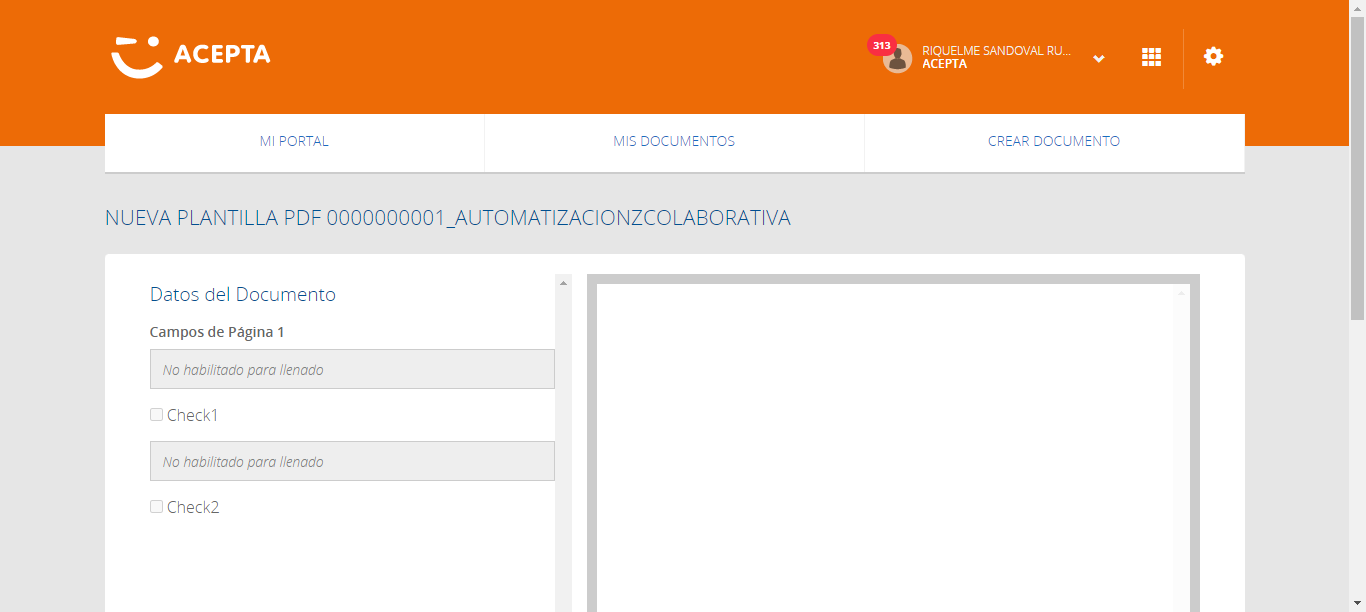 ACEPTA
313
RIQUELME SANDOVAL RU...
ACEPTA
MI PORTAL
MIS DOCUMENTOS
CREAR DOCUMENTO
NUEVA PLANTILLA PDF 0000000001_AUTOMATIZACIONZCOLABORATIVA
Datos del Documento
Campos de Página 1
No habilitado para llenado
Check1
No habilitado para llenado
Check2